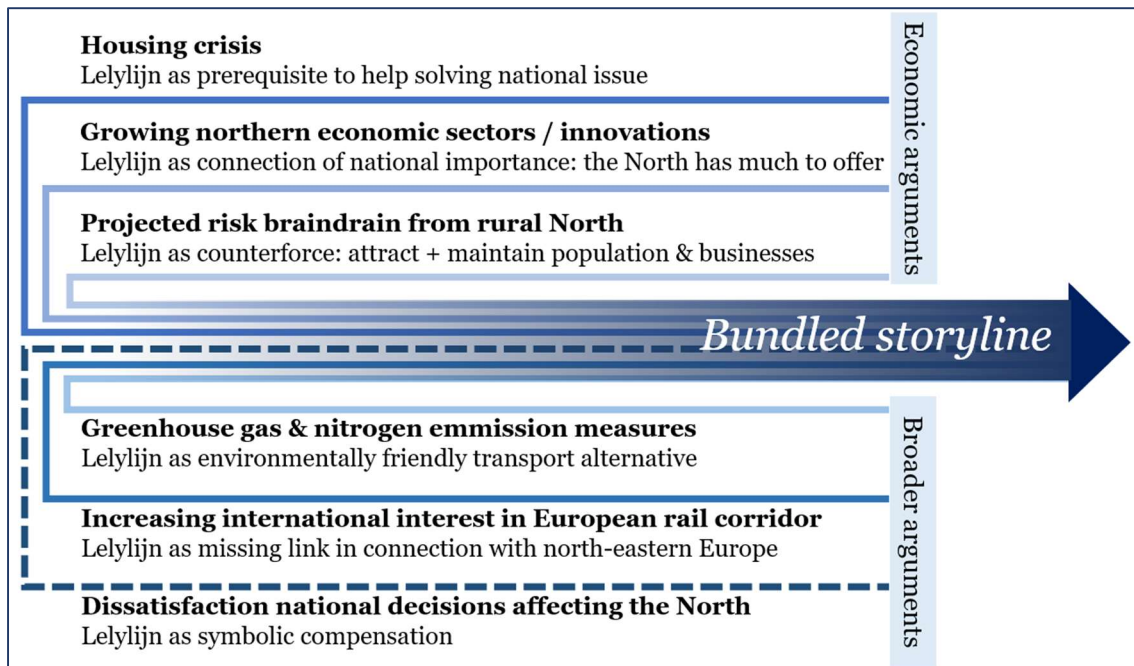 Housing crisis
Lelylijn as prerequisite to help solving national issue
Growing northern economic sectors / innovations
Lelylijn as connection of national importance: the North has much to offer
Projected risk braindrain from rural North
Lelylijn as counterforce: attract + maintain population & businesses
Economic arguments
Bundled storyline
Greenhouse gas & nitrogen emmission measures
Lelylijn as environmentally friendly transport alternative
Increasing international interest in European rail corridor
Lelylijn as missing link in connection with north-eastern Europe
Dissatisfaction national decisions affecting the North
Lelylijn as symbolic compensation
Broader arguments